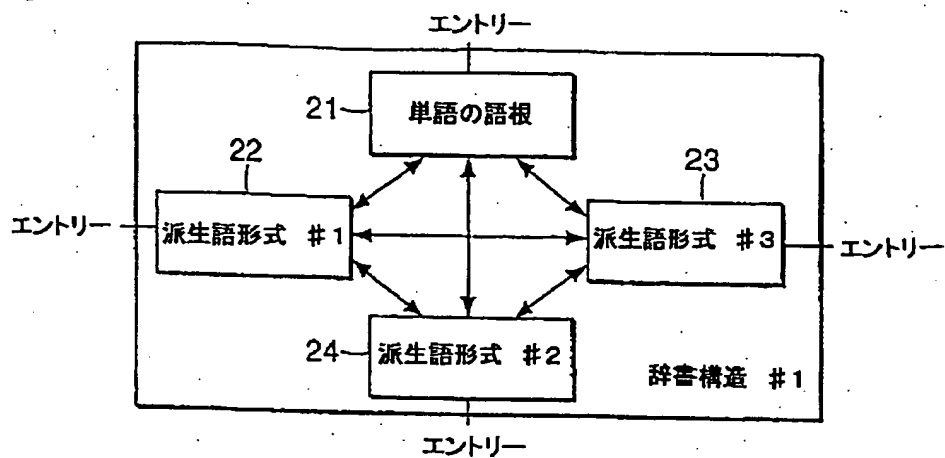 エントリー
21
単語の語根
22
23
エントリー
派生語形式 #1
派生語形式 #3
エントリー
24
派生語形式 #2
辞書構造 #1
エントリー